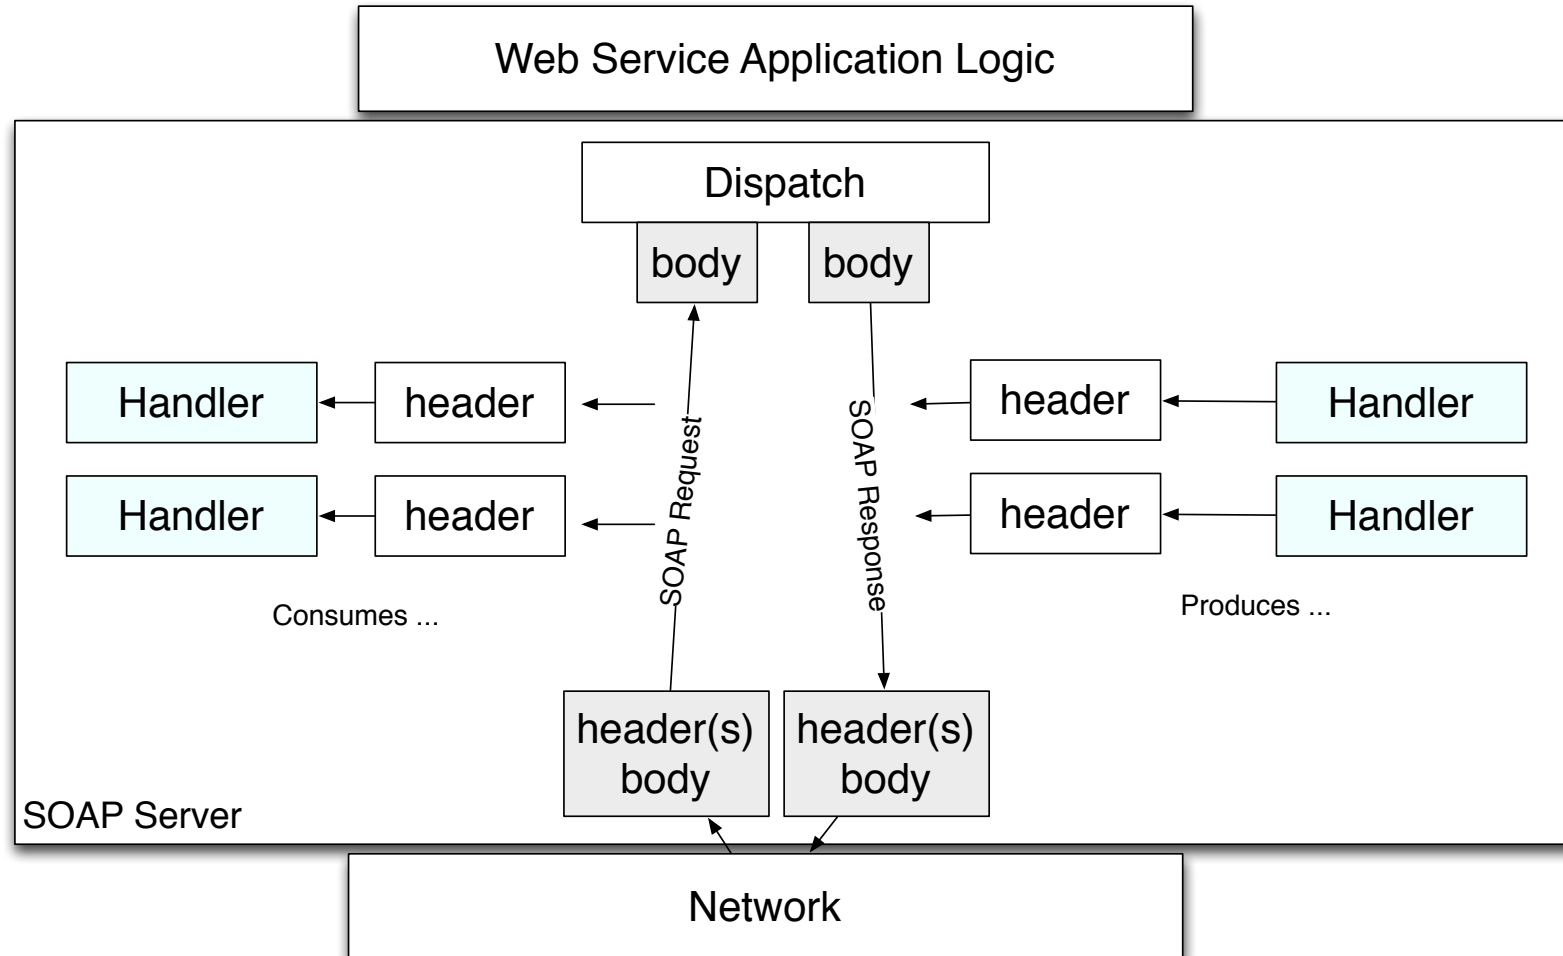 Web Service Application Logic
Dispatch
body
body
Handler
header
header
Handler
SOAP Request
SOAP Response
Handler
header
header
Handler
Consumes ...
Produces ...
header(s)
body
header(s)
body
SOAP Server
Network